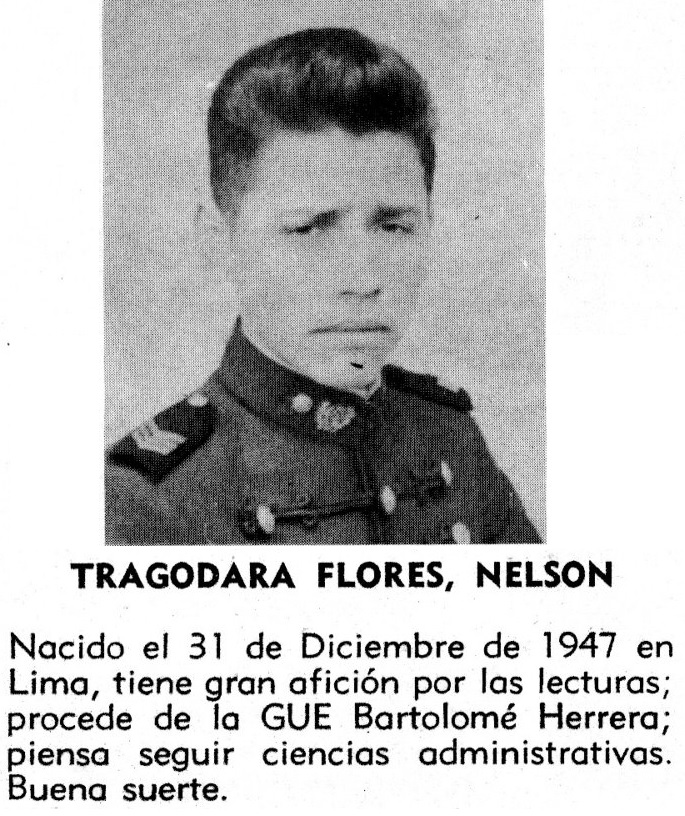 TRAGODARA FLORES, NELSON
Nacido el 31 de Diciembre de 1947 en
Lima, tiene gran afición por las lecturas;
procede de la GUE Bartolomé Herrera;
piensa seguir ciencias administrativas.
Buena suerte.